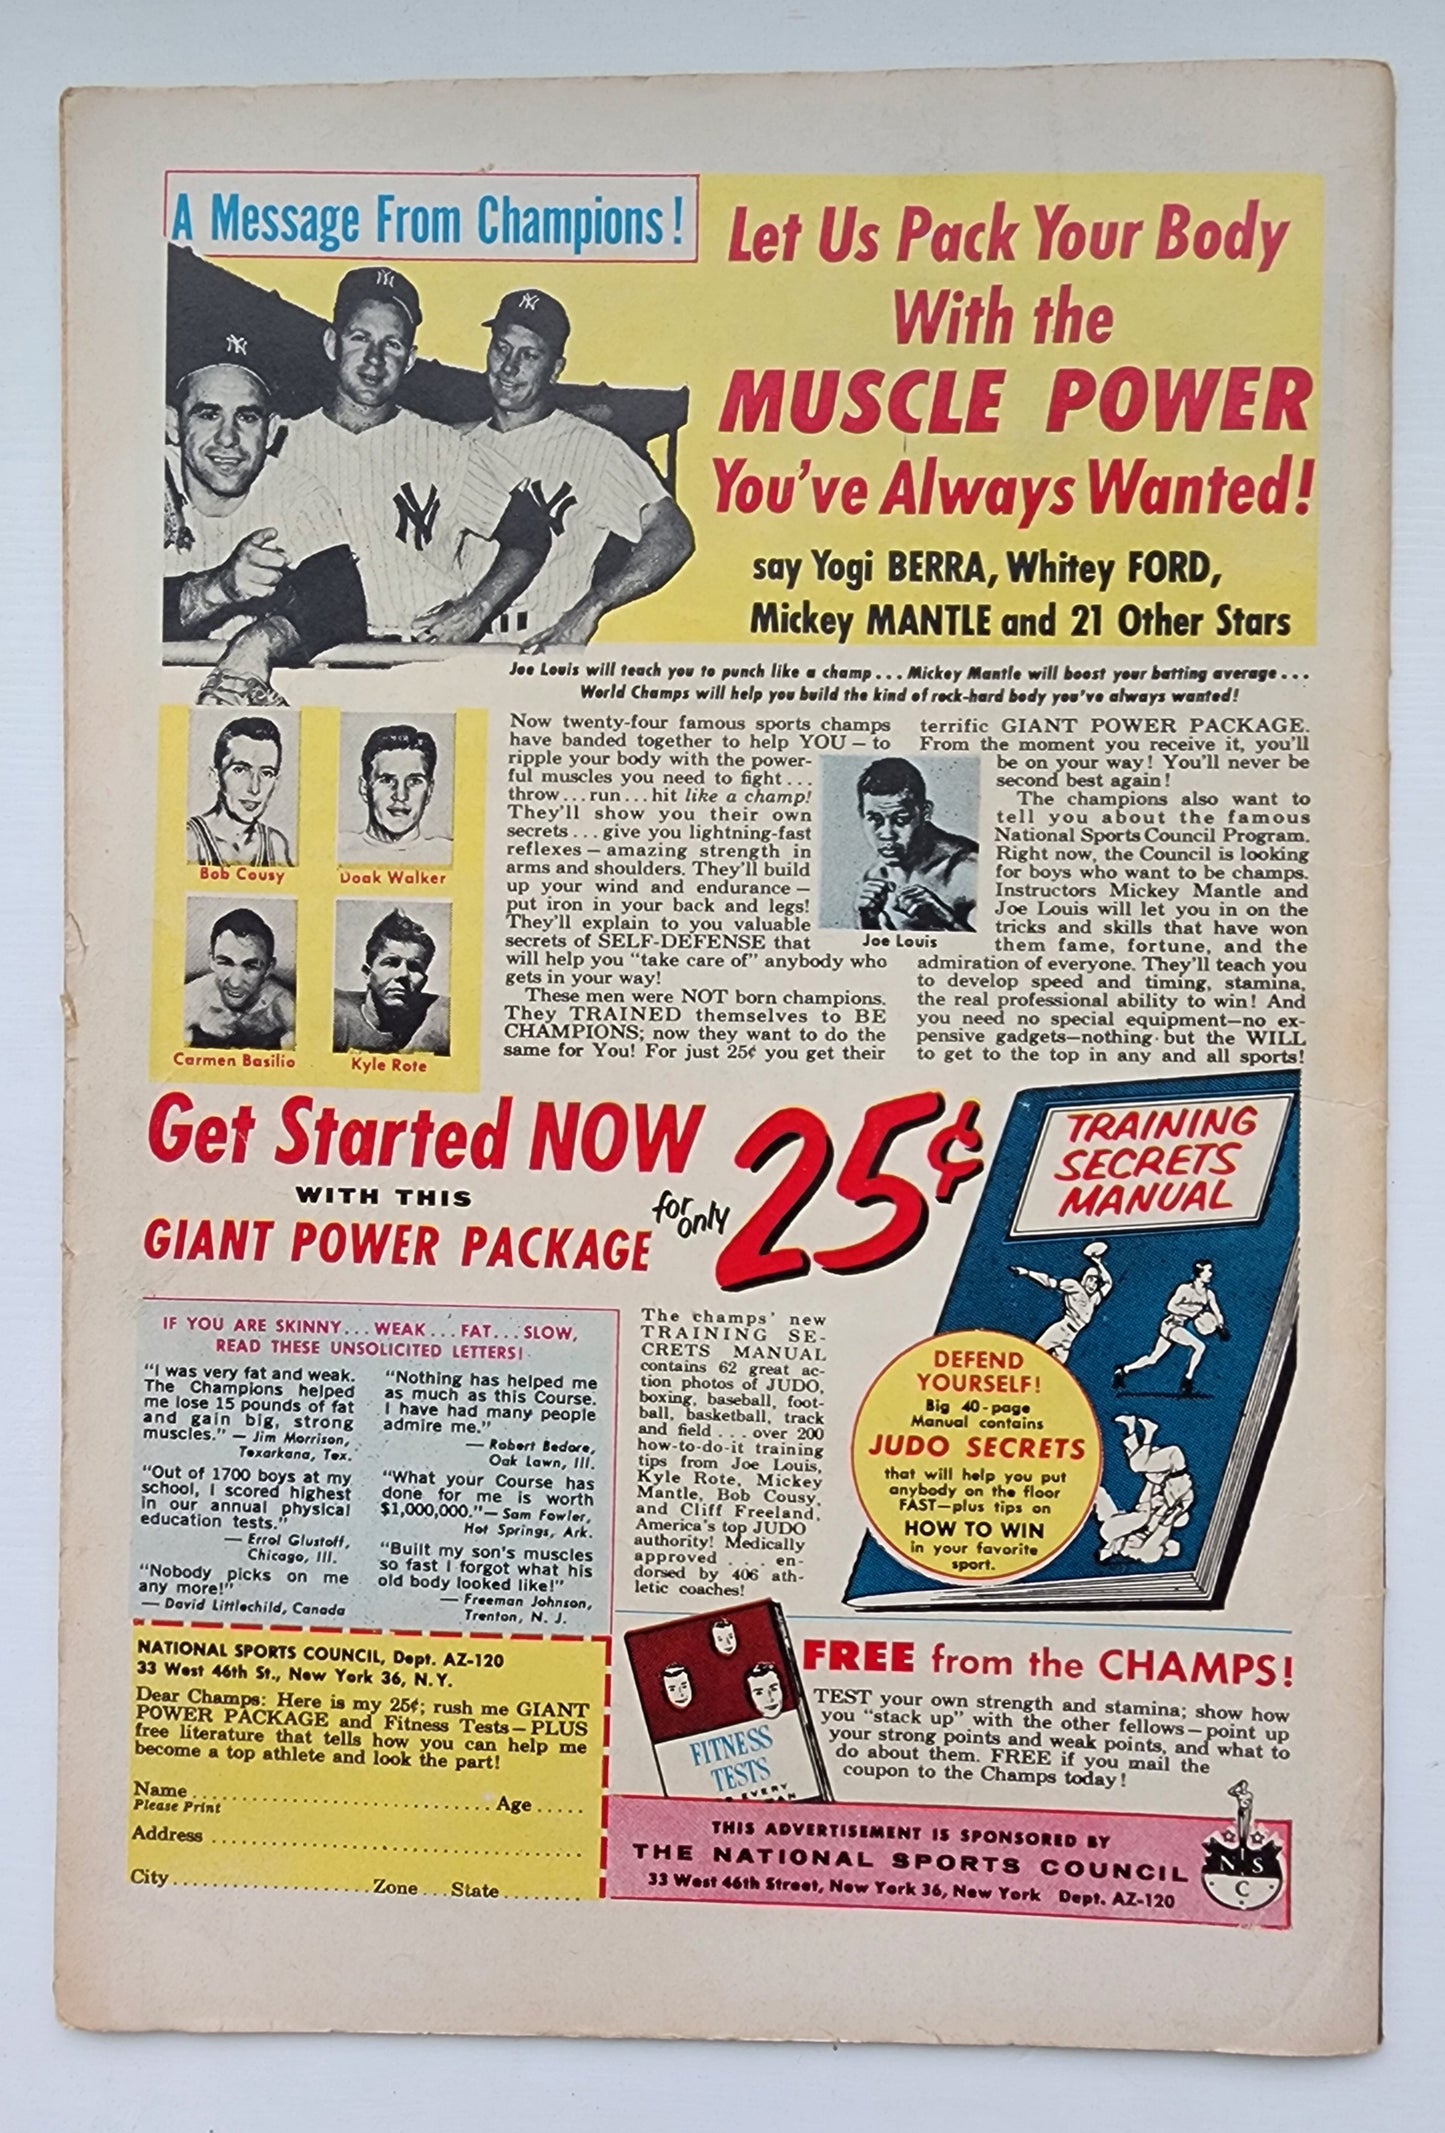 A Message From Champions!
Let Us Pack Your Body
With the
MUSCLE POWER
You've Always Wanted!
say Yogi BERRA, Whitey FORD,
Mickey MANTLE and 21 Other Stars
Joe Louis will teach you to punch like a champ... Mickey Mantle will boost your batting average...
World Champs will help you build the kind of rock-hard body you've always wanted!
Bob Cousy
Doak Walker
Carmen Basilio
Kyle Rote
Now twenty-four famous sports champs
have banded together to help YOU – to
ripple your body with the power-
ful muscles you need to fight...
throw...run...hit like a champ!
They'll show you their own
secrets...give you lightning-fast
reflexes – amazing strength in
arms and shoulders. They'll build
up your wind and endurance –
put iron in your back and legs!
They'll explain to you valuable
secrets of SELF-DEFENSE that
will help you "take care of" anybody who
gets in your way!
These men were NOT born champions.
They TRAINED themselves to BE
CHAMPIONS; now they want to do the
same for You! For just 25¢ you get their
Joe Louis
terrific GIANT POWER PACKAGE.
From the moment you receive it, you'll
be on your way! You'll never be
second best again!
The champions also want to
tell you about the famous
National Sports Council Program.
Right now, the Council is looking
for boys who want to be champs.
Instructors Mickey Mantle and
Joe Louis will let you in on the
tricks and skills that have won
them fame, fortune, and the
admiration of everyone. They'll teach you
to develop speed and timing, stamina,
the real professional ability to win! And
you need no special equipment—no ex-
pensive gadgets—nothing but the WILL
to get to the top in any and all sports!
Get Started NOW
WITH THIS
GIANT POWER PACKAGE
for only
25¢
TRAINING
SECRETS
MANUAL
DEFEND
YOURSELF!
Big 40-page
Manual contains
JUDO SECRETS
that will help you put
anybody on the floor
FAST—plus tips on
HOW TO WIN
in your favorite
sport.
IF YOU ARE SKINNY...WEAK...FAT...SLOW,
READ THESE UNSOLICITED LETTERS!
"I was very fat and weak.
The Champions helped
me lose 15 pounds of fat
and gain big, strong
muscles." — Jim Morrison,
Texarkana, Tex.
"Out of 1700 boys at my
school, I scored highest
in our annual physical
education tests."
— Errol Glustoff,
Chicago, Ill.
"Nobody picks on me
any more!"
— David Littlechild, Canada
"Nothing has helped me
as much as this Course.
I have had many people
admire me."
— Robert Bedore,
Oak Lawn, Ill.
"What your Course has
done for me is worth
$1,000,000."— Sam Fowler,
Hot Springs, Ark.
"Built my son's muscles
so fast I forgot what his
old body looked like!"
— Freeman Johnson,
Trenton, N. J.
The champs' new
TRAINING SE-
CRETS MANUAL
contains 62 great ac-
tion photos of JUDO,
boxing, baseball, foot-
ball, basketball, track
and field . . . over 200
how-to-do-it training
tips from Joe Louis,
Kyle Rote, Mickey
Mantle, Bob Cousy,
and Cliff Freeland,
America's top JUDO
authority! Medically
approved . . . en-
dorsed by 406 ath-
letic coaches!
NATIONAL SPORTS COUNCIL, Dept. AZ-120
33 West 46th St., New York 36, N.Y.
Dear Champs: Here is my 25¢; rush me GIANT
POWER PACKAGE and Fitness Tests—PLUS
free literature that tells how you can help me
become a top athlete and look the part!
Name . . . . . . . . . . Age . . . . .
Please Print
Address . . . . . . . . . .
City . . . . . . . . . . Zone . . . State . . . . . . .
FITNESS
TESTS
EVERY
FREE from the CHAMPS!
TEST your own strength and stamina; show how
you "stack up" with the other fellows—point up
your strong points and weak points, and what to
do about them. FREE if you mail the
coupon to the Champs today!
THIS ADVERTISEMENT IS SPONSORED BY
THE NATIONAL SPORTS COUNCIL
33 West 46th Street, New York 36, New York Dept. AZ-120
N S
C